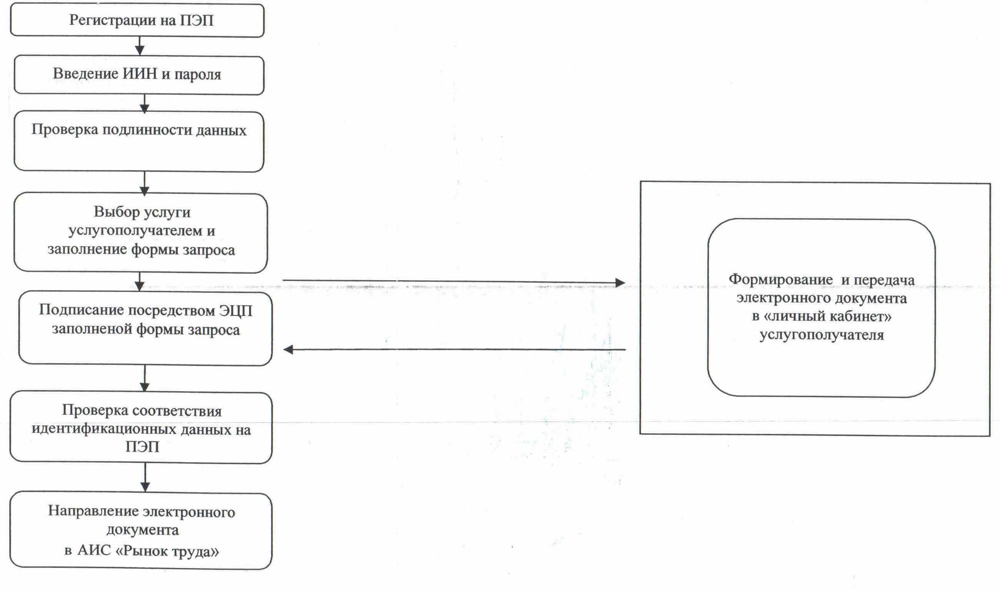 Регистрации на ПЭП
Введение ИИН и пароля
Проверка подлинности данных
Выбор услуги
услугополучателем и
заполнение формы запроса
Подписание посредством ЭЦП
заполненой формы запроса
Проверка соответствия
идентификационных данных на
ПЭП
Направление электронного
документа
в АИС «Рынок труда»
Формирование и передача
электронного документа
в «личный кабинет»
услугополучателя